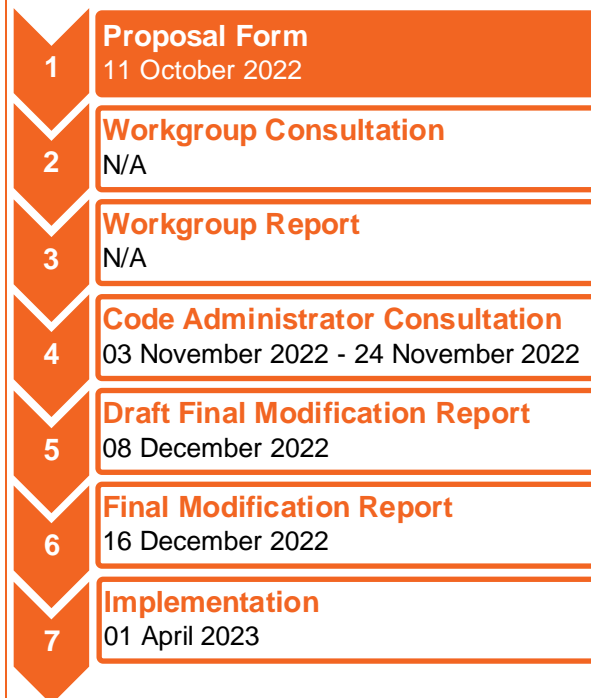 1
Proposal Form
11 October 2022
2
Workgroup Consultation
N/A
3
Workgroup Report
N/A
4
Code Administrator Consultation
03 November 2022 - 24 November 2022
5
Draft Final Modification Report
08 December 2022
6
Final Modification Report
16 December 2022
7
Implementation
01 April 2023